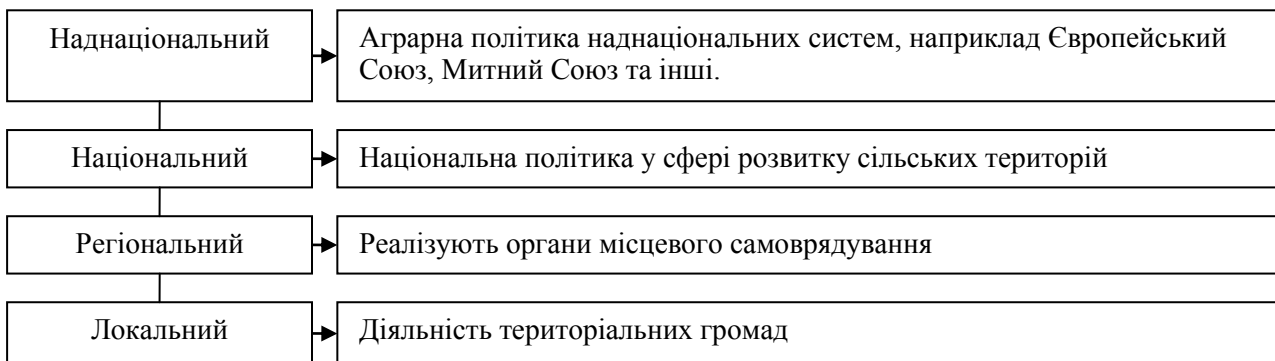 Наднаціональний
Аграрна політика наднаціональних систем, наприклад Європейський
Союз, Митний Союз та інші.
Національний
Національна політика у сфері розвитку сільських територій
Регіональний
Реалізують органи місцевого самоврядування
Локальний
Діяльність територіальних громад